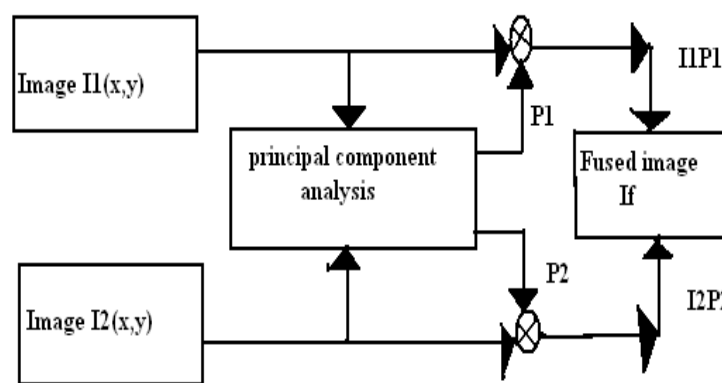 Image I1(x,y)
I1P1
P1
principal component
analysis
Fused image
If
P2
Image I2(x,y)
I2P2